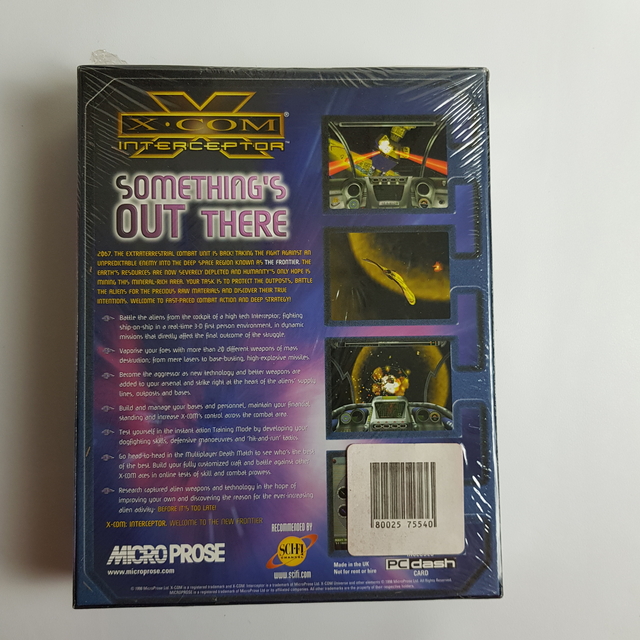 X-COM®
INTERCEPTOR™
SOMETHING'S
OUT THERE
2067. THE EXTRATERRESTRIAL COMBAT UNIT IS BACK! TAKING THE FIGHT AGAINST AN
UNPREDICTABLE ENEMY INTO THE DEEP SPACE REGION KNOWN AS THE FRONTIER. THE
EARTH'S RESOURCES ARE NOW SEVERELY DEPLETED AND HUMANITY'S ONLY HOPE IS
MINING THIS MINERAL-RICH AREA. YOUR TASK IS TO PROTECT THE OUTPOSTS, BATTLE
THE ALIENS FOR THE PRECIOUS RAW MATERIALS AND DISCOVER THEIR TRUE
INTENTIONS. WELCOME TO FAST-PACED COMBAT ACTION AND DEEP STRATEGY!
Battle the aliens from the cockpit of a high tech Interceptor; fighting
ship-on-ship in a real-time 3-D first person environment, in dynamic
missions that directly affect the final outcome of the struggle.
Vaporise your foes with more than 20 different weapons of mass
destruction; from mere lasers to base-busting, high-explosive missiles
Become the aggressor as new technology and better weapons are
added to your arsenal and strike right at the heart of the aliens' supply
lines, outposts and bases.
Build and manage your bases and personnel, maintain your financial
standing and increase X-COM's control across the combat area.
Test yourself in the instant action Training Mode by developing your
dogfighting skills, defensive manoeuvres and 'hit-and-run' tactics
Go head-to-head in the Multiplayer Death Match to see who's the best
of the best. Build your fully customized craft and battle against other
X-COM aces in online tests of skill and combat prowess.
Research captured alien weapons and technology in the hope of
improving your own and discovering the reason for the ever-increasing
alien activity- BEFORE IT'S TOO LATE!
X-COM: INTERCEPTOR. WELCOME TO THE NEW FRONTIER
MICROPROSE
www.microprose.com
RECOMMENDED BY
SCI-FI
CHANNEL
www.scifi.com
80025 75540
Made in the UK
Not for rent or hire
PC dash
CARD